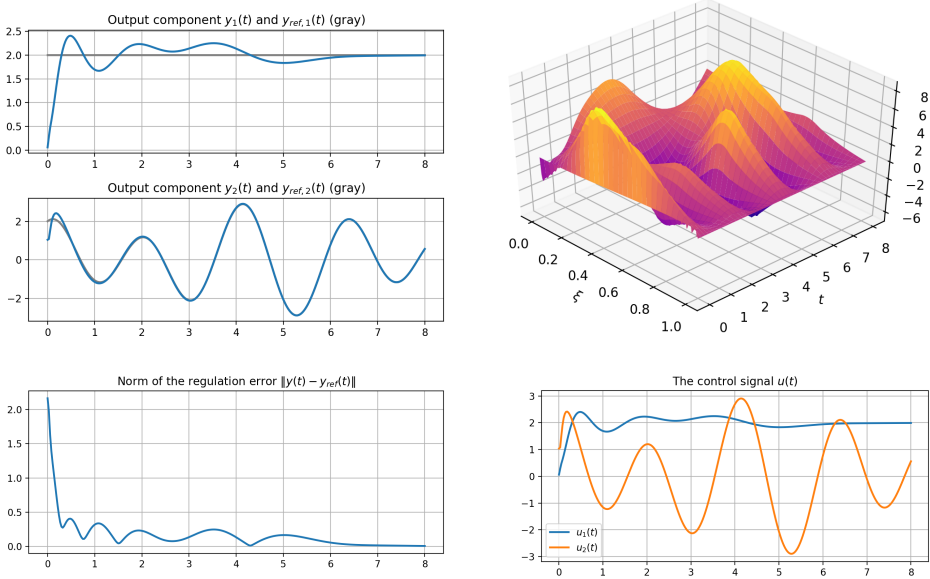 Output component y₁(t) and y_ref,1(t) (gray)
2.5
2.0
1.5
1.0
0.5
0.0
0 1 2 3 4 5 6 7 8
Output component y₂(t) and y_ref,2(t) (gray)
2
0
−2
0 1 2 3 4 5 6 7 8
8
6
4
2
0
−2
−4
−6
0.0 0.2 0.4 0.6 0.8 1.0
ξ
0 1 2 3 4 5 6 7 8
t
Norm of the regulation error ‖y(t) − y_ref(t)‖
2.0
1.5
1.0
0.5
0.0
0 1 2 3 4 5 6 7 8
The control signal u(t)
3
2
1
0
−1
−2
−3
u₁(t)
u₂(t)
0 1 2 3 4 5 6 7 8